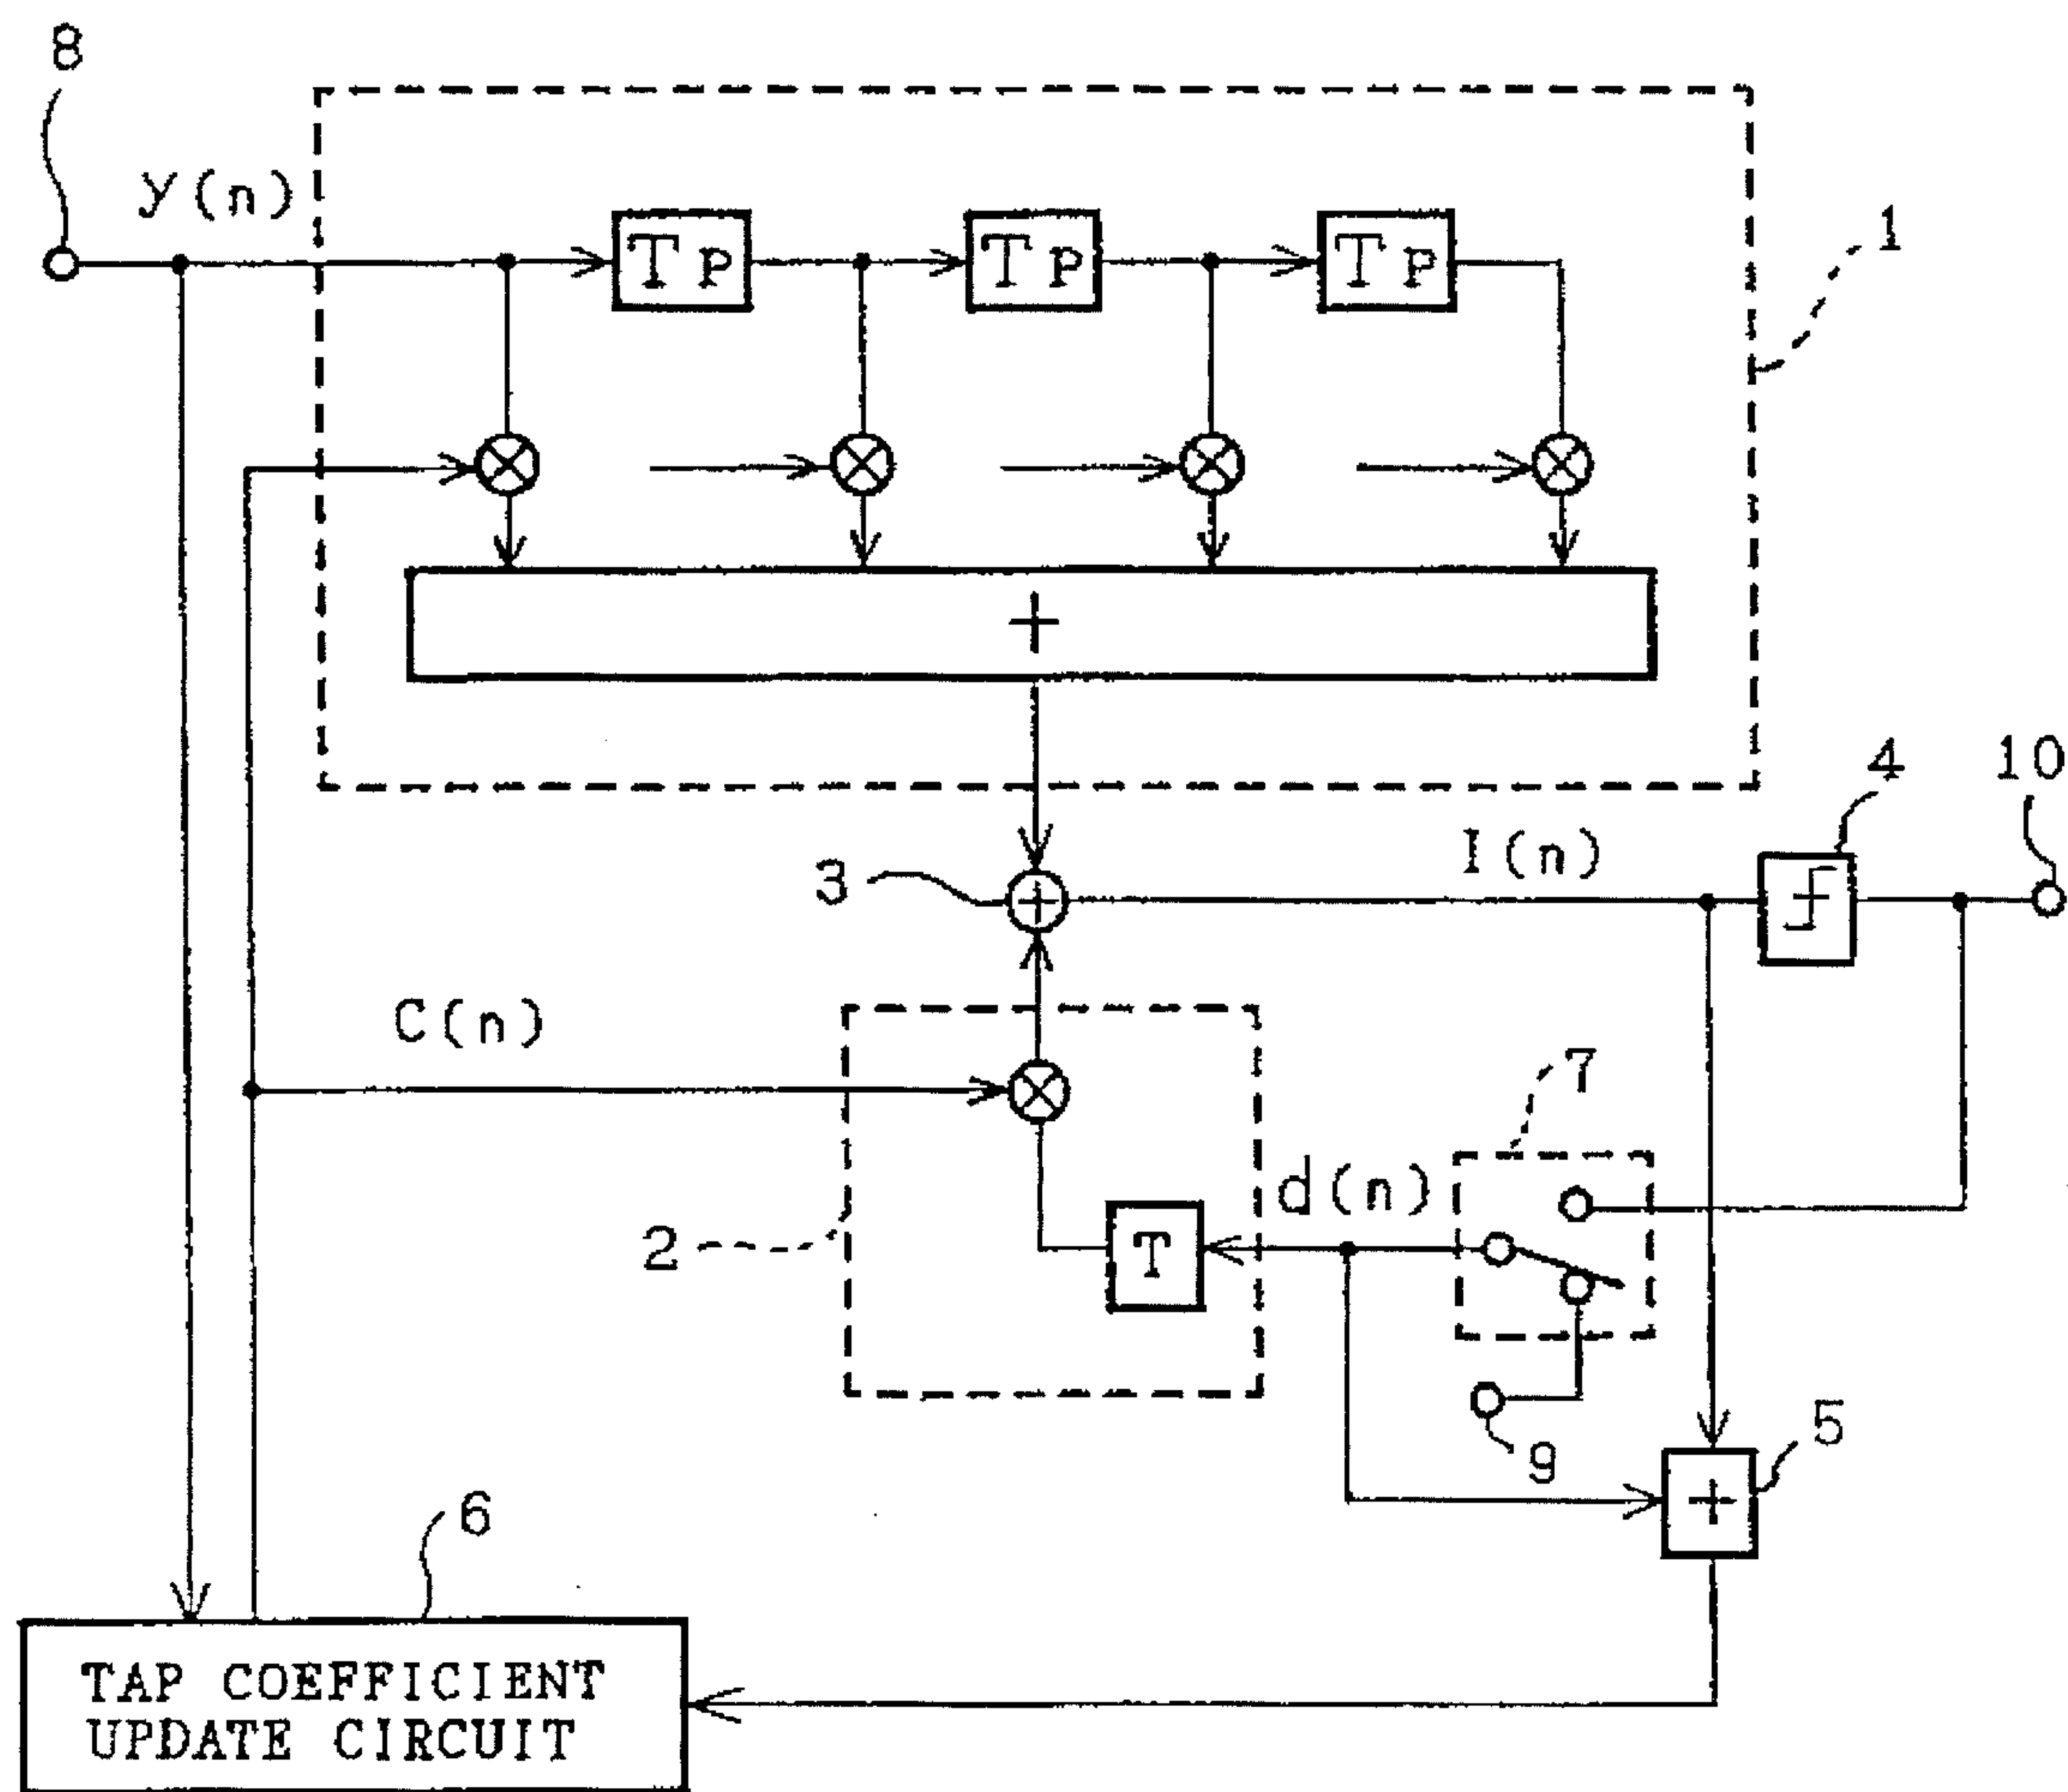 8
y(n)
Tp
Tp
Tp
1
+
4
10
I(n)
3
C(n)
7
d(n)
2
T
9
5
+
6
TAP COEFFICIENT
UPDATE CIRCUIT